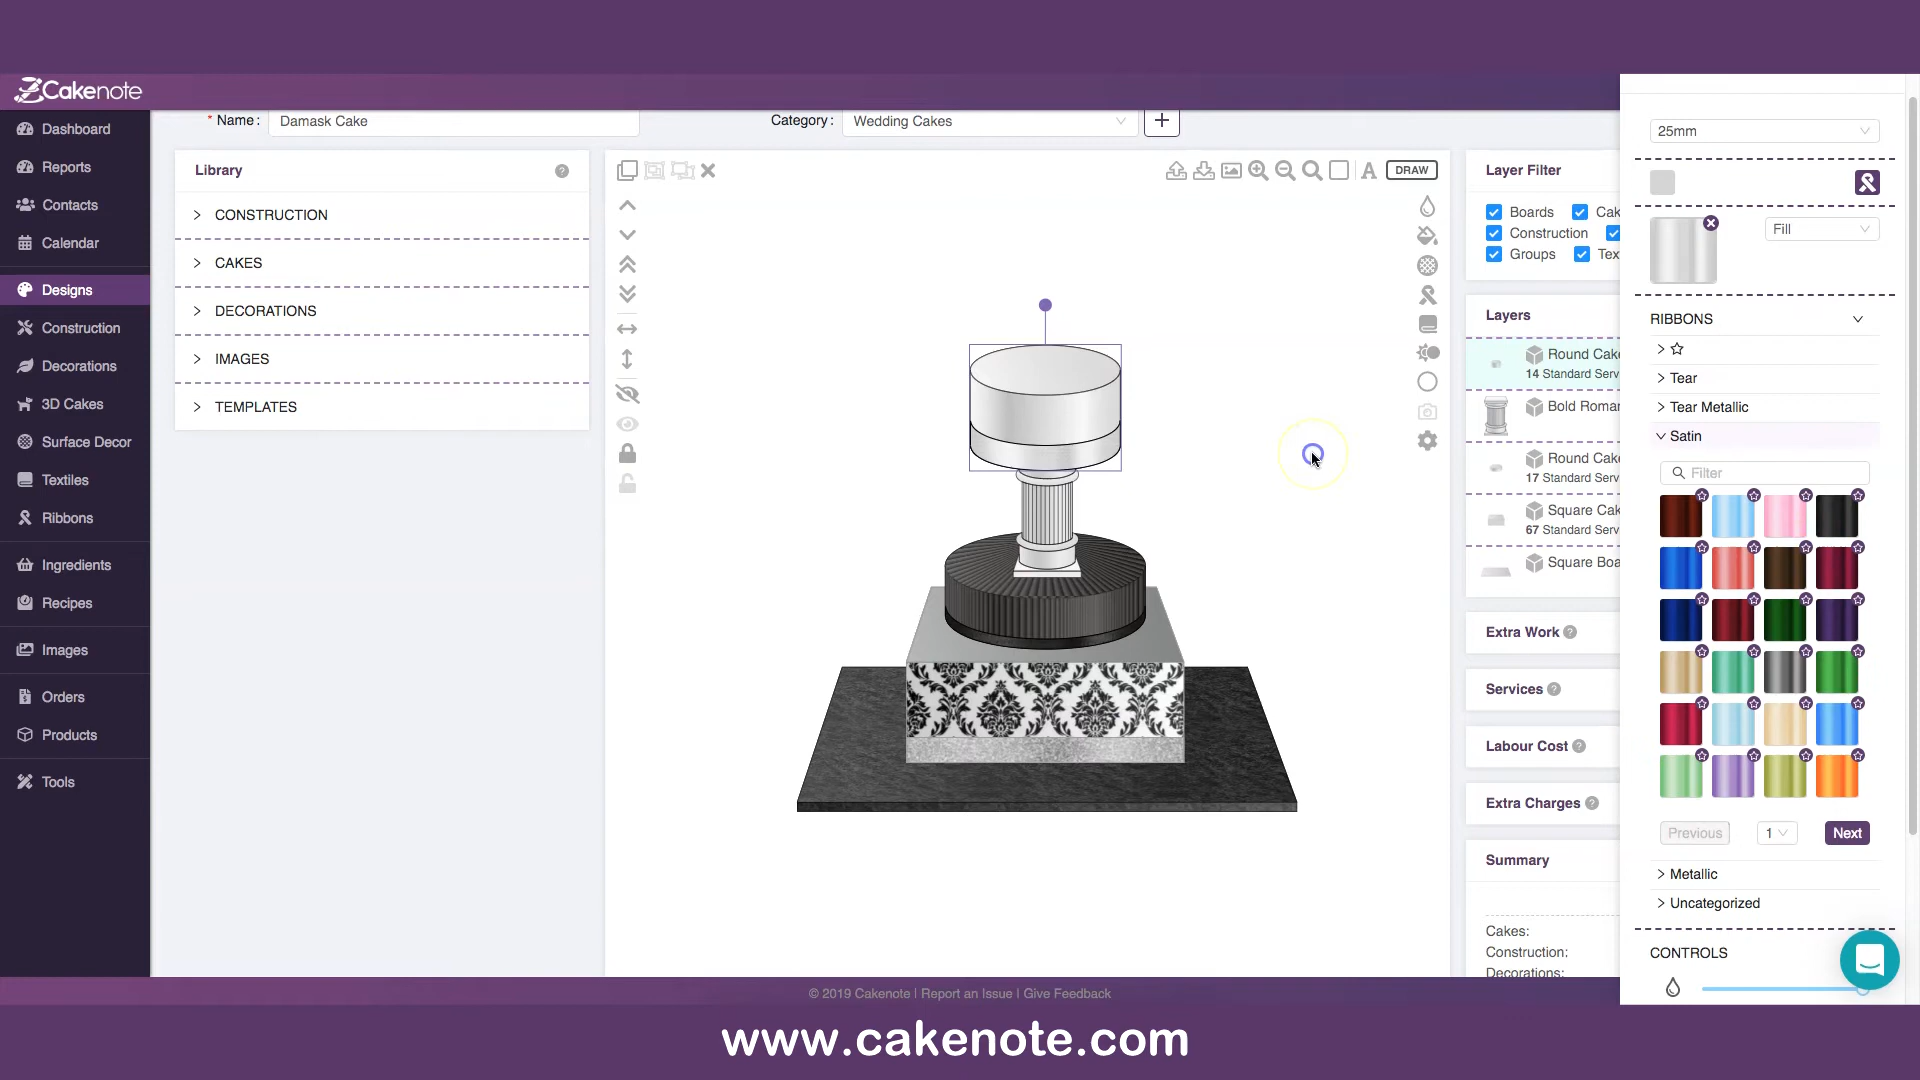 Cakenote
* Name : Damask Cake
Category : Wedding Cakes
25mm
Dashboard
Reports
Contacts
Calendar
Designs
Construction
Decorations
3D Cakes
Surface Decor
Textiles
Ribbons
Ingredients
Recipes
Images
Orders
Products
Tools
Library ?
CONSTRUCTION
CAKES
DECORATIONS
IMAGES
TEMPLATES
A DRAW
Layer Filter
Boards Cak
Construction
Groups Tex
Layers
Round Cake
14 Standard Serv
Bold Roman
Round Cake
17 Standard Serv
Square Cak
67 Standard Serv
Square Boa
Extra Work ?
Services ?
Labour Cost ?
Extra Charges ?
Summary
Cakes:
Construction:
Decorations:
Fill
RIBBONS
Tear
Tear Metallic
Satin
Filter
Previous 1 Next
Metallic
Uncategorized
CONTROLS
© 2019 Cakenote | Report an Issue | Give Feedback
www.cakenote.com